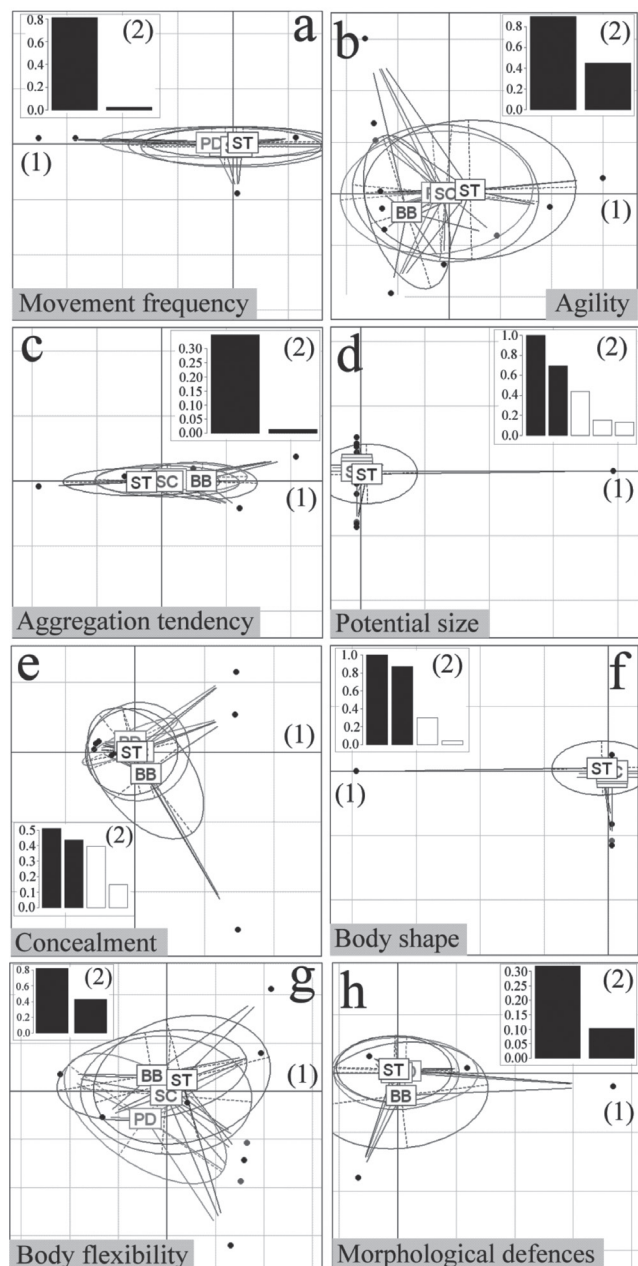 a
0.8
0.6
0.4
0.2
0.0
(2)
(1)
PD
ST
Movement frequency
b
0.8
0.6
0.4
0.2
0.0
(2)
(1)
BB
SC
ST
Agility
c
0.30
0.25
0.20
0.15
0.10
0.05
0.00
(2)
(1)
ST
SC
BB
Aggregation tendency
d
1.0
0.8
0.6
0.4
0.2
0.0
(2)
(1)
ST
Potential size
e
(1)
ST
BB
0.5
0.4
0.3
0.2
0.1
0.0
(2)
Concealment
f
1.0
0.8
0.6
0.4
0.2
0.0
(2)
(1)
ST
Body shape
g
0.8
0.6
0.4
0.2
0.0
(2)
(1)
BB
ST
SC
PD
Body flexibility
h
0.30
0.25
0.20
0.15
0.10
0.05
0.00
(2)
(1)
ST
BB
Morphological defences